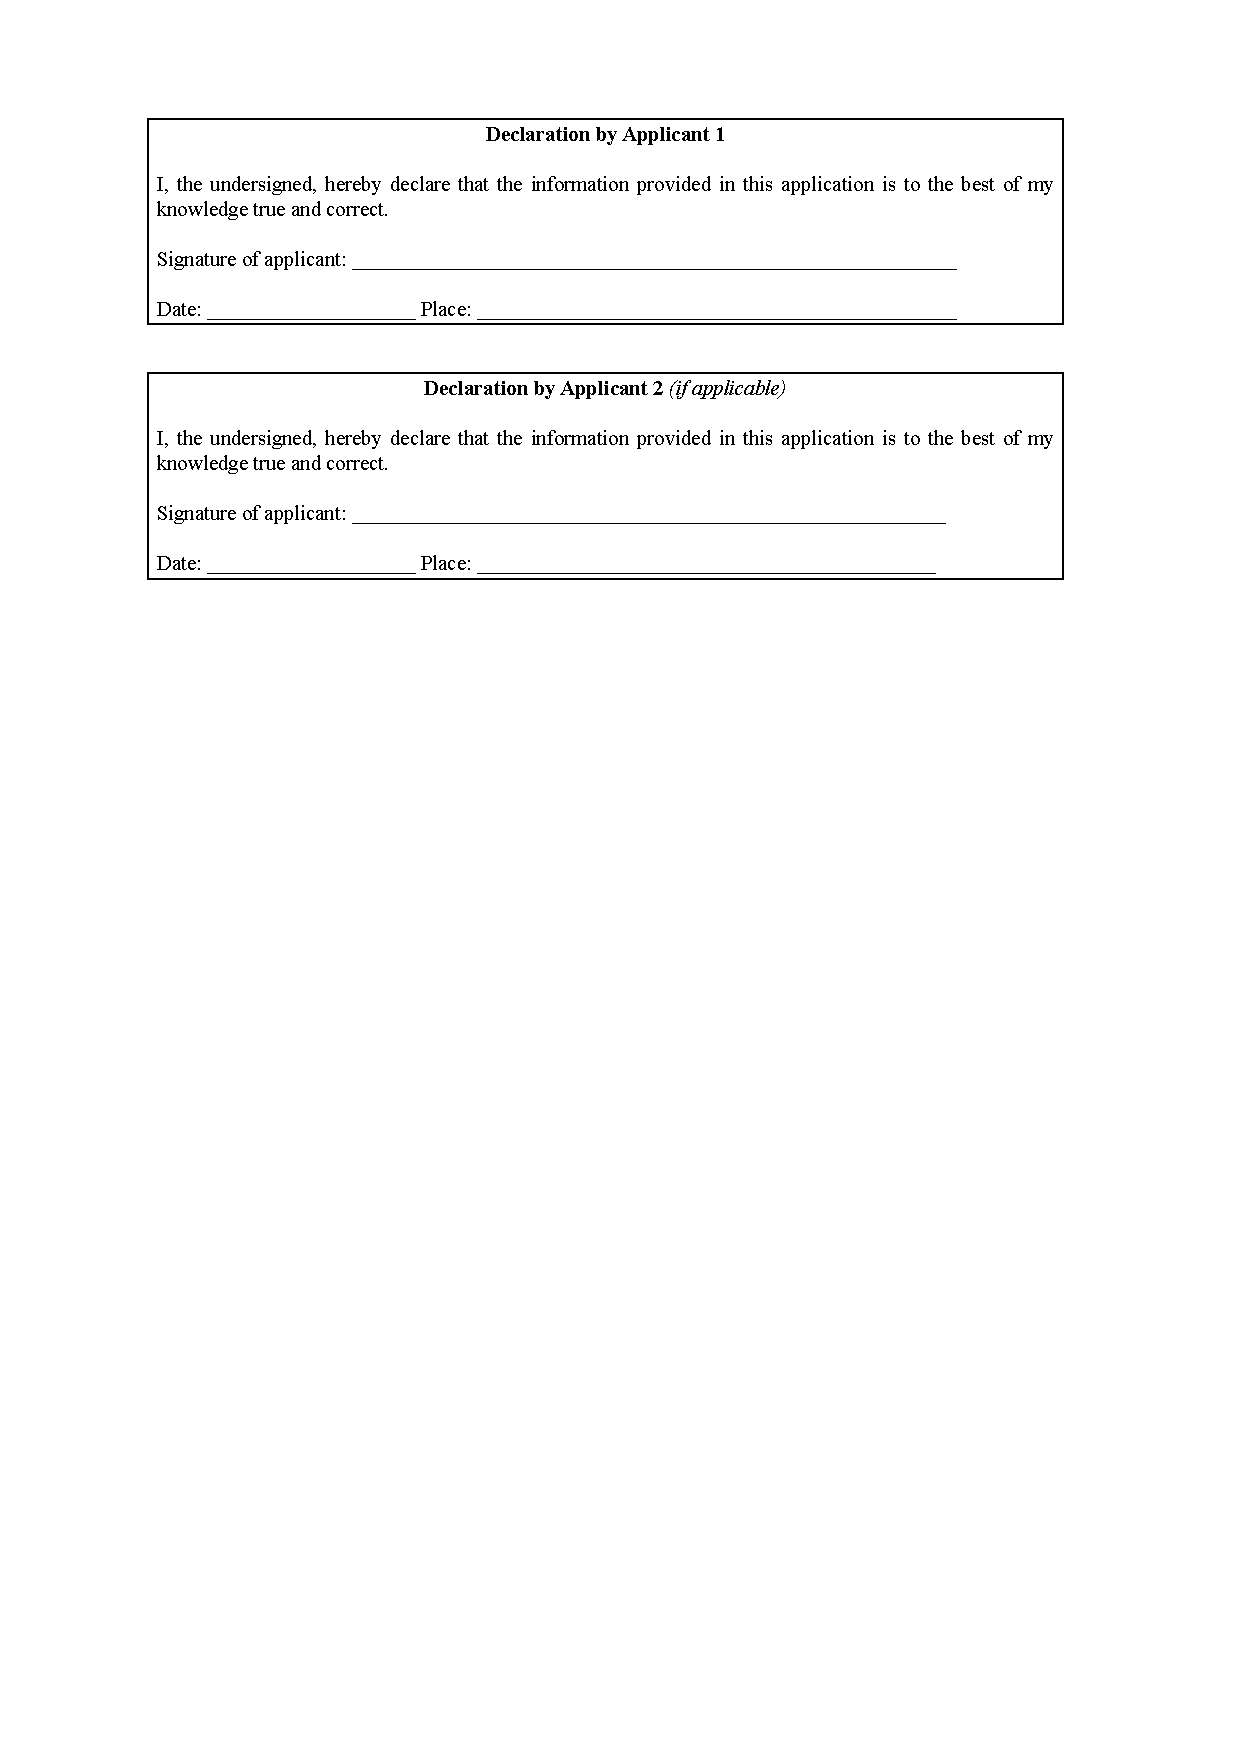 Declaration by Applicant 1
I, the undersigned, hereby declare that the information provided in this application is to the best of my
knowledge true and correct.
Signature of applicant: ________________________________________________________
Date: ____________________ Place: ______________________________________________
Declaration by Applicant 2 (if applicable)
I, the undersigned, hereby declare that the information provided in this application is to the best of my
knowledge true and correct.
Signature of applicant: _______________________________________________________
Date: ____________________ Place: ____________________________________________